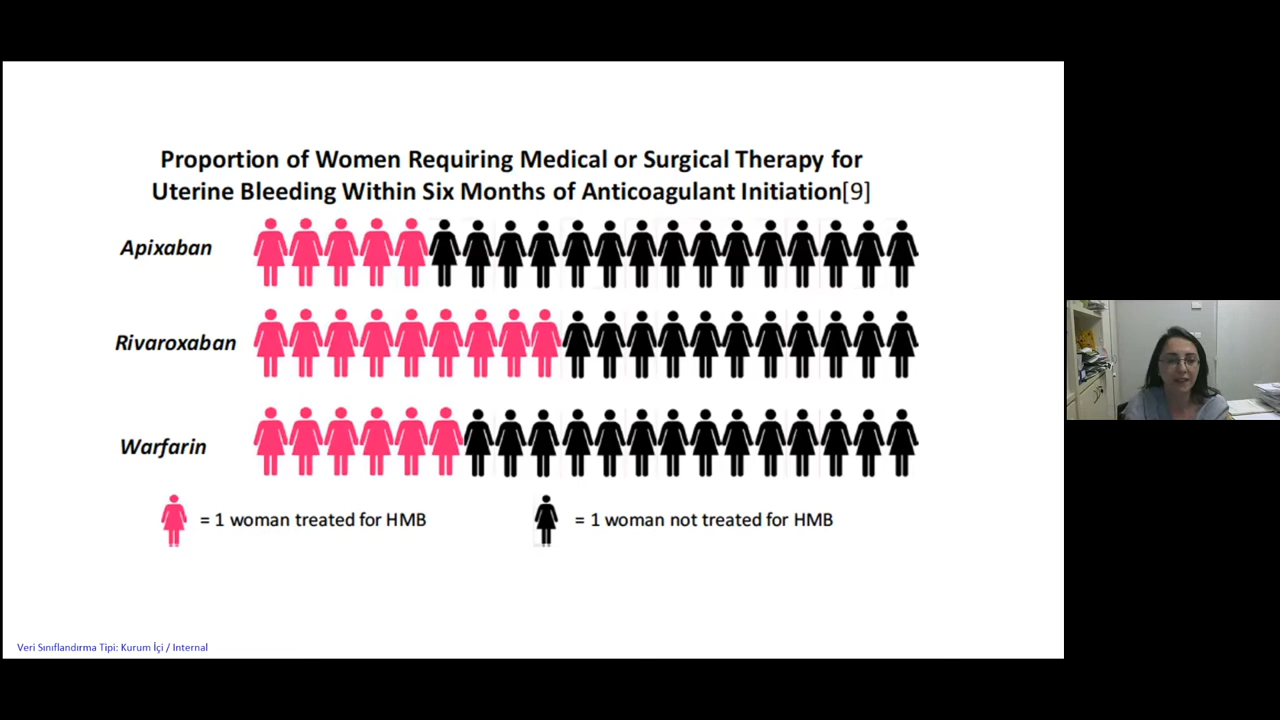 Proportion of Women Requiring Medical or Surgical Therapy for
Uterine Bleeding Within Six Months of Anticoagulant Initiation[9]
Apixaban
Rivaroxaban
Warfarin
= 1 woman treated for HMB
= 1 woman not treated for HMB
Veri Sınıflandırma Tipi: Kurum İçi / Internal